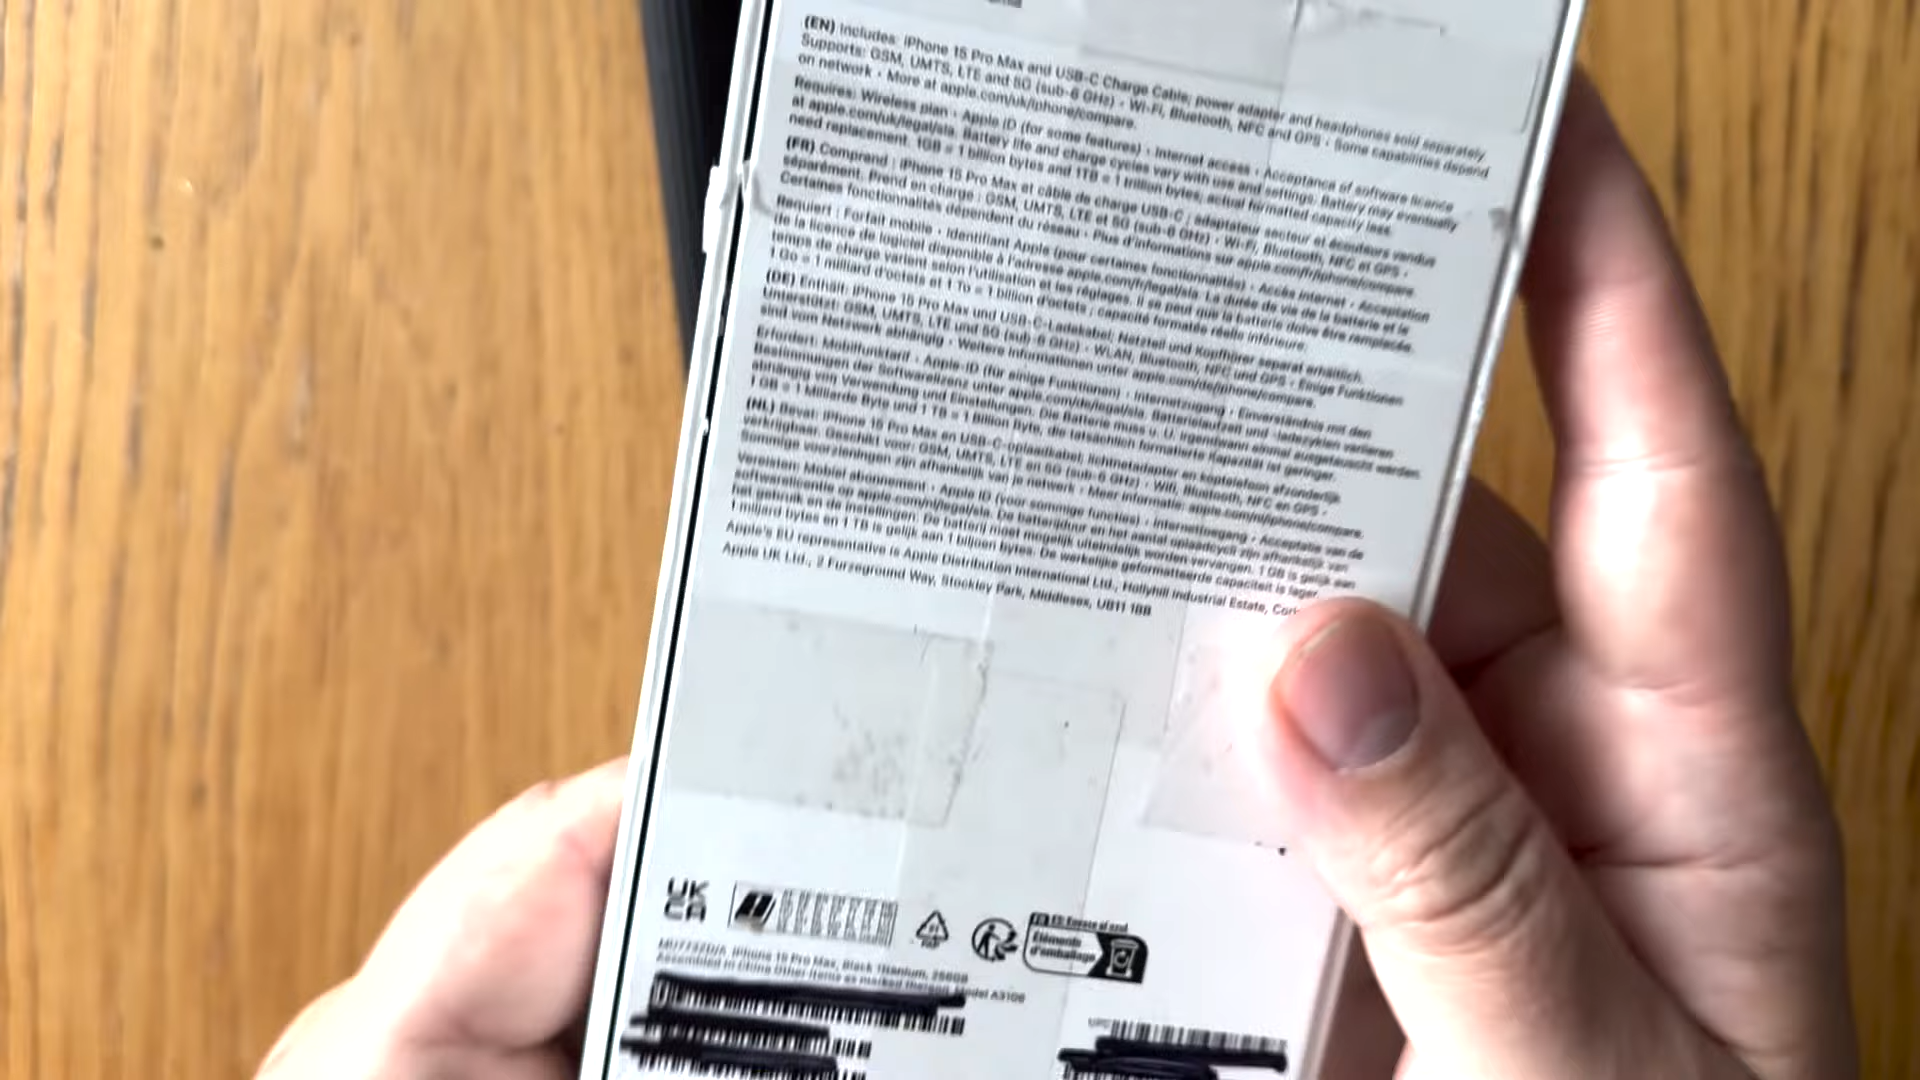 (EN) Includes: iPhone 15 Pro Max and USB-C Charge Cable; power adapter and headphones sold separately.
Supports: GSM, UMTS, LTE and 5G (sub-6 GHz) • Wi-Fi, Bluetooth, NFC and GPS • Some capabilities depend
on network • More at apple.com/uk/iphone/compare.
Requires: Wireless plan • Apple ID (for some features) • Internet access • Acceptance of software licence
at apple.com/uk/legal/sla. Battery life and charge cycles vary with use and settings. Battery may eventually
need replacement. 1GB = 1 billion bytes and 1TB = 1 trillion bytes; actual formatted capacity less.
(FR) Comprend : iPhone 15 Pro Max et câble de charge USB-C ; adaptateur secteur et écouteurs vendus
séparément. Prend en charge : GSM, UMTS, LTE et 5G (sub-6 GHz) • Wi-Fi, Bluetooth, NFC et GPS •
Certaines fonctionnalités dépendent du réseau • Plus d'informations sur apple.com/fr/iphone/compare.
Requiert : Forfait mobile • Identifiant Apple (pour certaines fonctionnalités) • Accès Internet • Acceptation
de la licence de logiciel disponible à l'adresse apple.com/fr/legal/sla. La durée de vie de la batterie et le
temps de charge varient selon l'utilisation et les réglages. Il se peut que la batterie doive être remplacée.
1 Go = 1 milliard d'octets et 1 To = 1 billion d'octets ; capacité formatée réelle inférieure.
(DE) Enthält: iPhone 15 Pro Max und USB-C-Ladekabel; Netzteil und Kopfhörer separat erhältlich.
Unterstützt: GSM, UMTS, LTE und 5G (sub-6 GHz) • WLAN, Bluetooth, NFC und GPS • Einige Funktionen
sind vom Netzwerk abhängig • Weitere Informationen unter apple.com/de/iphone/compare.
Erfordert: Mobilfunktarif • Apple-ID (für einige Funktionen) • Internetzugang • Einverständnis mit den
Bestimmungen der Softwarelizenz unter apple.com/de/legal/sla. Batterielaufzeit und -ladezyklen variieren
abhängig von Verwendung und Einstellungen. Die Batterie muss u. U. irgendwann einmal ausgetauscht werden.
1 GB = 1 Milliarde Byte und 1 TB = 1 Billion Byte; die tatsächlich formatierte Kapazität ist geringer.
(NL) Bevat: iPhone 15 Pro Max en USB-C-oplaadkabel; lichtnetadapter en koptelefoon afzonderlijk
verkrijgbaar. Geschikt voor: GSM, UMTS, LTE en 5G (sub-6 GHz) • Wifi, Bluetooth, NFC en GPS •
Sommige voorzieningen zijn afhankelijk van je netwerk • Meer informatie: apple.com/nl/iphone/compare.
Vereisten: Mobiel abonnement • Apple ID (voor sommige functies) • Internettoegang • Acceptatie van de
softwarelicentie op apple.com/nl/legal/sla. De batterijduur en het aantal oplaadcycli zijn afhankelijk van
het gebruik en de instellingen. De batterij moet mogelijk uiteindelijk worden vervangen. 1 GB is gelijk aan
1 miljard bytes en 1 TB is gelijk aan 1 biljoen bytes. De werkelijke geformatteerde capaciteit is lager.
Apple's EU representative is Apple Distribution International Ltd., Hollyhill Industrial Estate,
Apple UK Ltd., 2 Furzeground Way, Stockley Park, Middlesex, UB11 1BB
UK
CA
Éléments
d'emballage
iPhone 15 Pro Max, Black Titanium, 256GB
Assembled in China Other items as marked thereon Model A3106
UPC